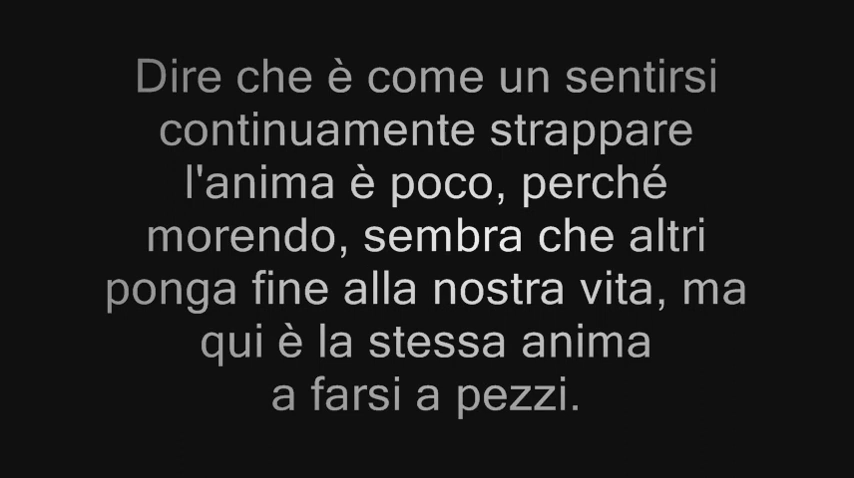 Dire che è come un sentirsi
continuamente strappare
l'anima è poco, perché
morendo, sembra che altri
ponga fine alla nostra vita, ma
qui è la stessa anima
a farsi a pezzi.